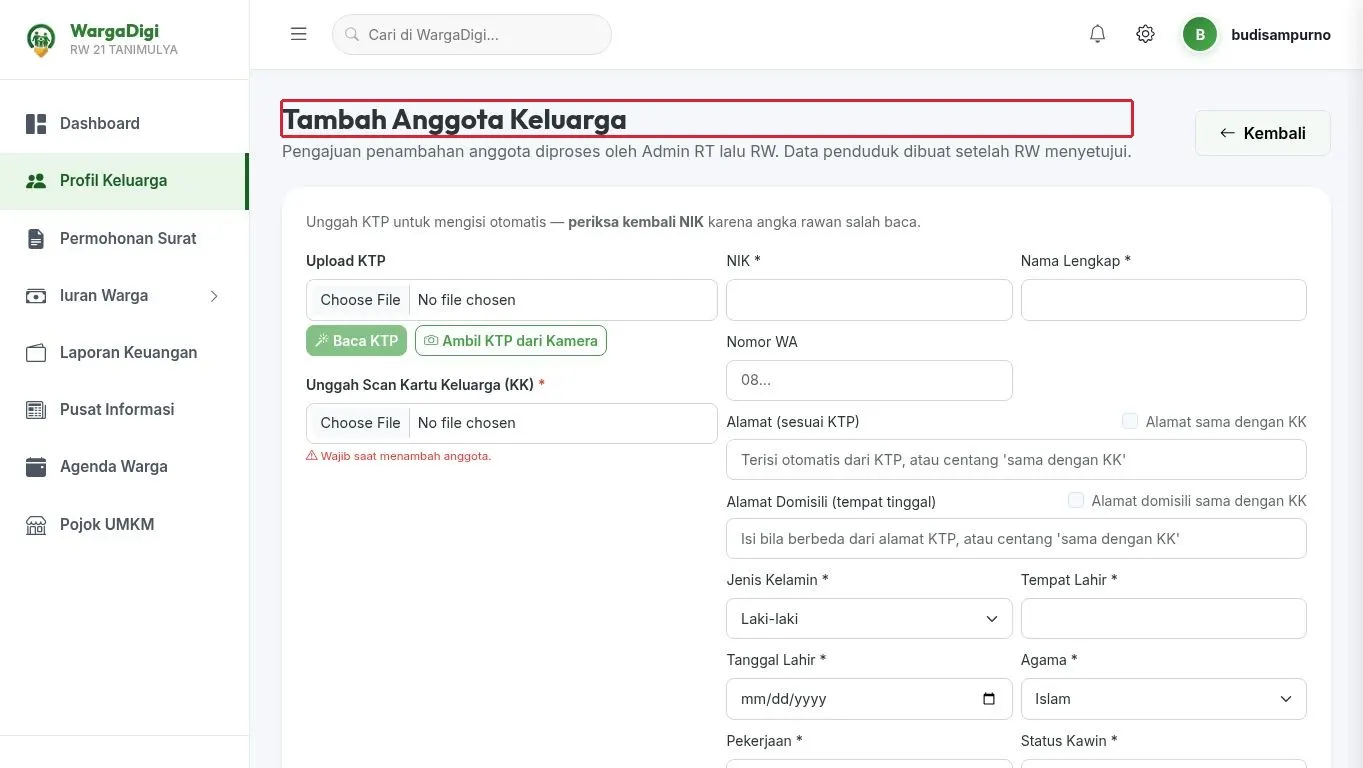 WargaDigi
RW 21 TANIMULYA
Cari di WargaDigi...
B
budisampurno
Dashboard
Profil Keluarga
Permohonan Surat
Iuran Warga
Laporan Keuangan
Pusat Informasi
Agenda Warga
Pojok UMKM
Tambah Anggota Keluarga
Pengajuan penambahan anggota diproses oleh Admin RT lalu RW. Data penduduk dibuat setelah RW menyetujui.
← Kembali
Unggah KTP untuk mengisi otomatis — periksa kembali NIK karena angka rawan salah baca.
Upload KTP
Choose File No file chosen
Baca KTP
Ambil KTP dari Kamera
Unggah Scan Kartu Keluarga (KK) *
Choose File No file chosen
Wajib saat menambah anggota.
NIK *
Nama Lengkap *
Nomor WA
08...
Alamat (sesuai KTP)
Alamat sama dengan KK
Terisi otomatis dari KTP, atau centang 'sama dengan KK'
Alamat Domisili (tempat tinggal)
Alamat domisili sama dengan KK
Isi bila berbeda dari alamat KTP, atau centang 'sama dengan KK'
Jenis Kelamin *
Laki-laki
Tempat Lahir *
Tanggal Lahir *
mm/dd/yyyy
Agama *
Islam
Pekerjaan *
Status Kawin *